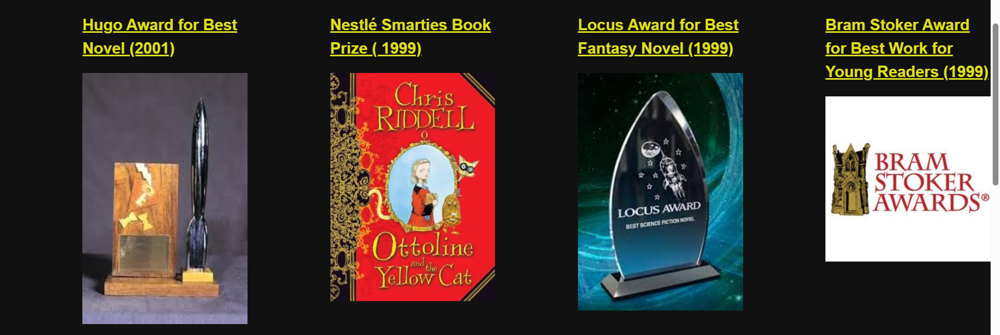 Hugo Award for Best
Novel (2001)
Nestlé Smarties Book
Prize ( 1999)
Chris
RIDDELL
Ottoline
and the
Yellow Cat
Locus Award for Best
Fantasy Novel (1999)
LOCUS AWARD
BEST SCIENCE FICTION NOVEL
Bram Stoker Award
for Best Work for
Young Readers (1999)
BRAM
STOKER
AWARDS®